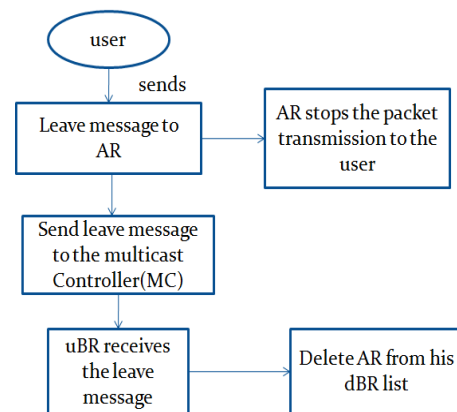 user
sends
Leave message to
AR
AR stops the packet
transmission to the
user
Send leave message
to the multicast
Controller(MC)
uBR receives
the leave
message
Delete AR from his
dBR list